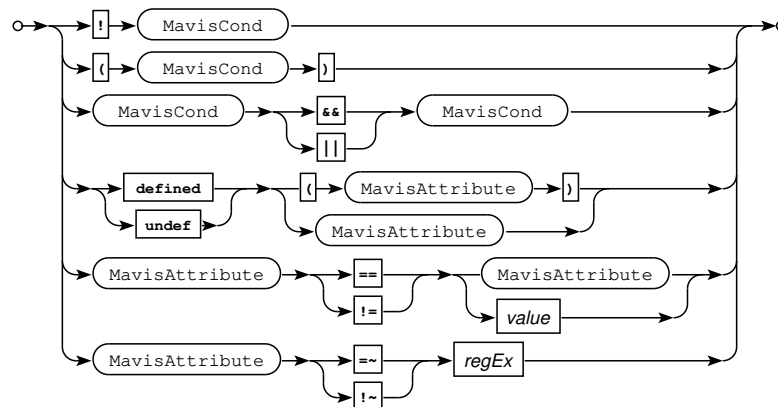 ! MavisCond
( MavisCond )
MavisCond && MavisCond
||
defined ( MavisAttribute )
undef MavisAttribute
MavisAttribute == MavisAttribute
!= value
MavisAttribute =~ regEx
!~